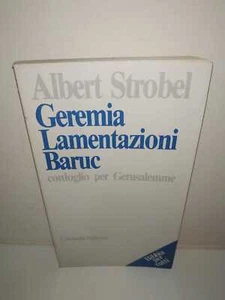 Albert Strobel
Geremia
Lamentazioni
Baruc
cordoglio per Gerusalemme